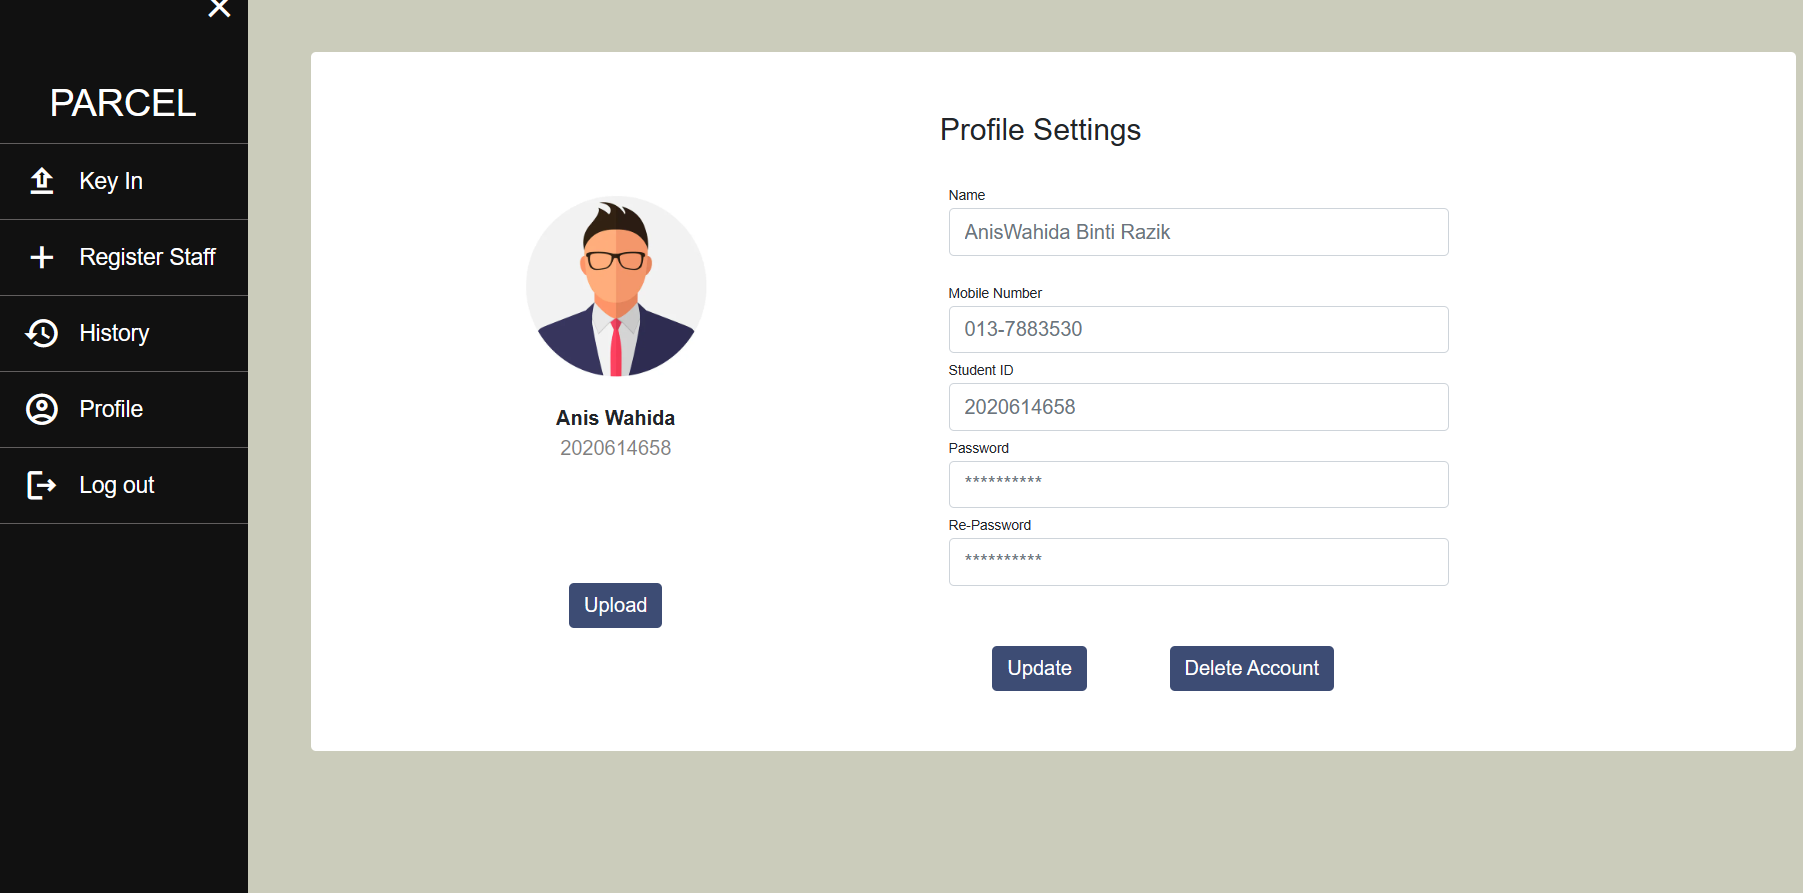 PARCEL
Key In
Register Staff
History
Profile
Log out
Anis Wahida
2020614658
Upload
Profile Settings
Name
AnisWahida Binti Razik
Mobile Number
013-7883530
Student ID
2020614658
Password
**********
Re-Password
**********
Update
Delete Account